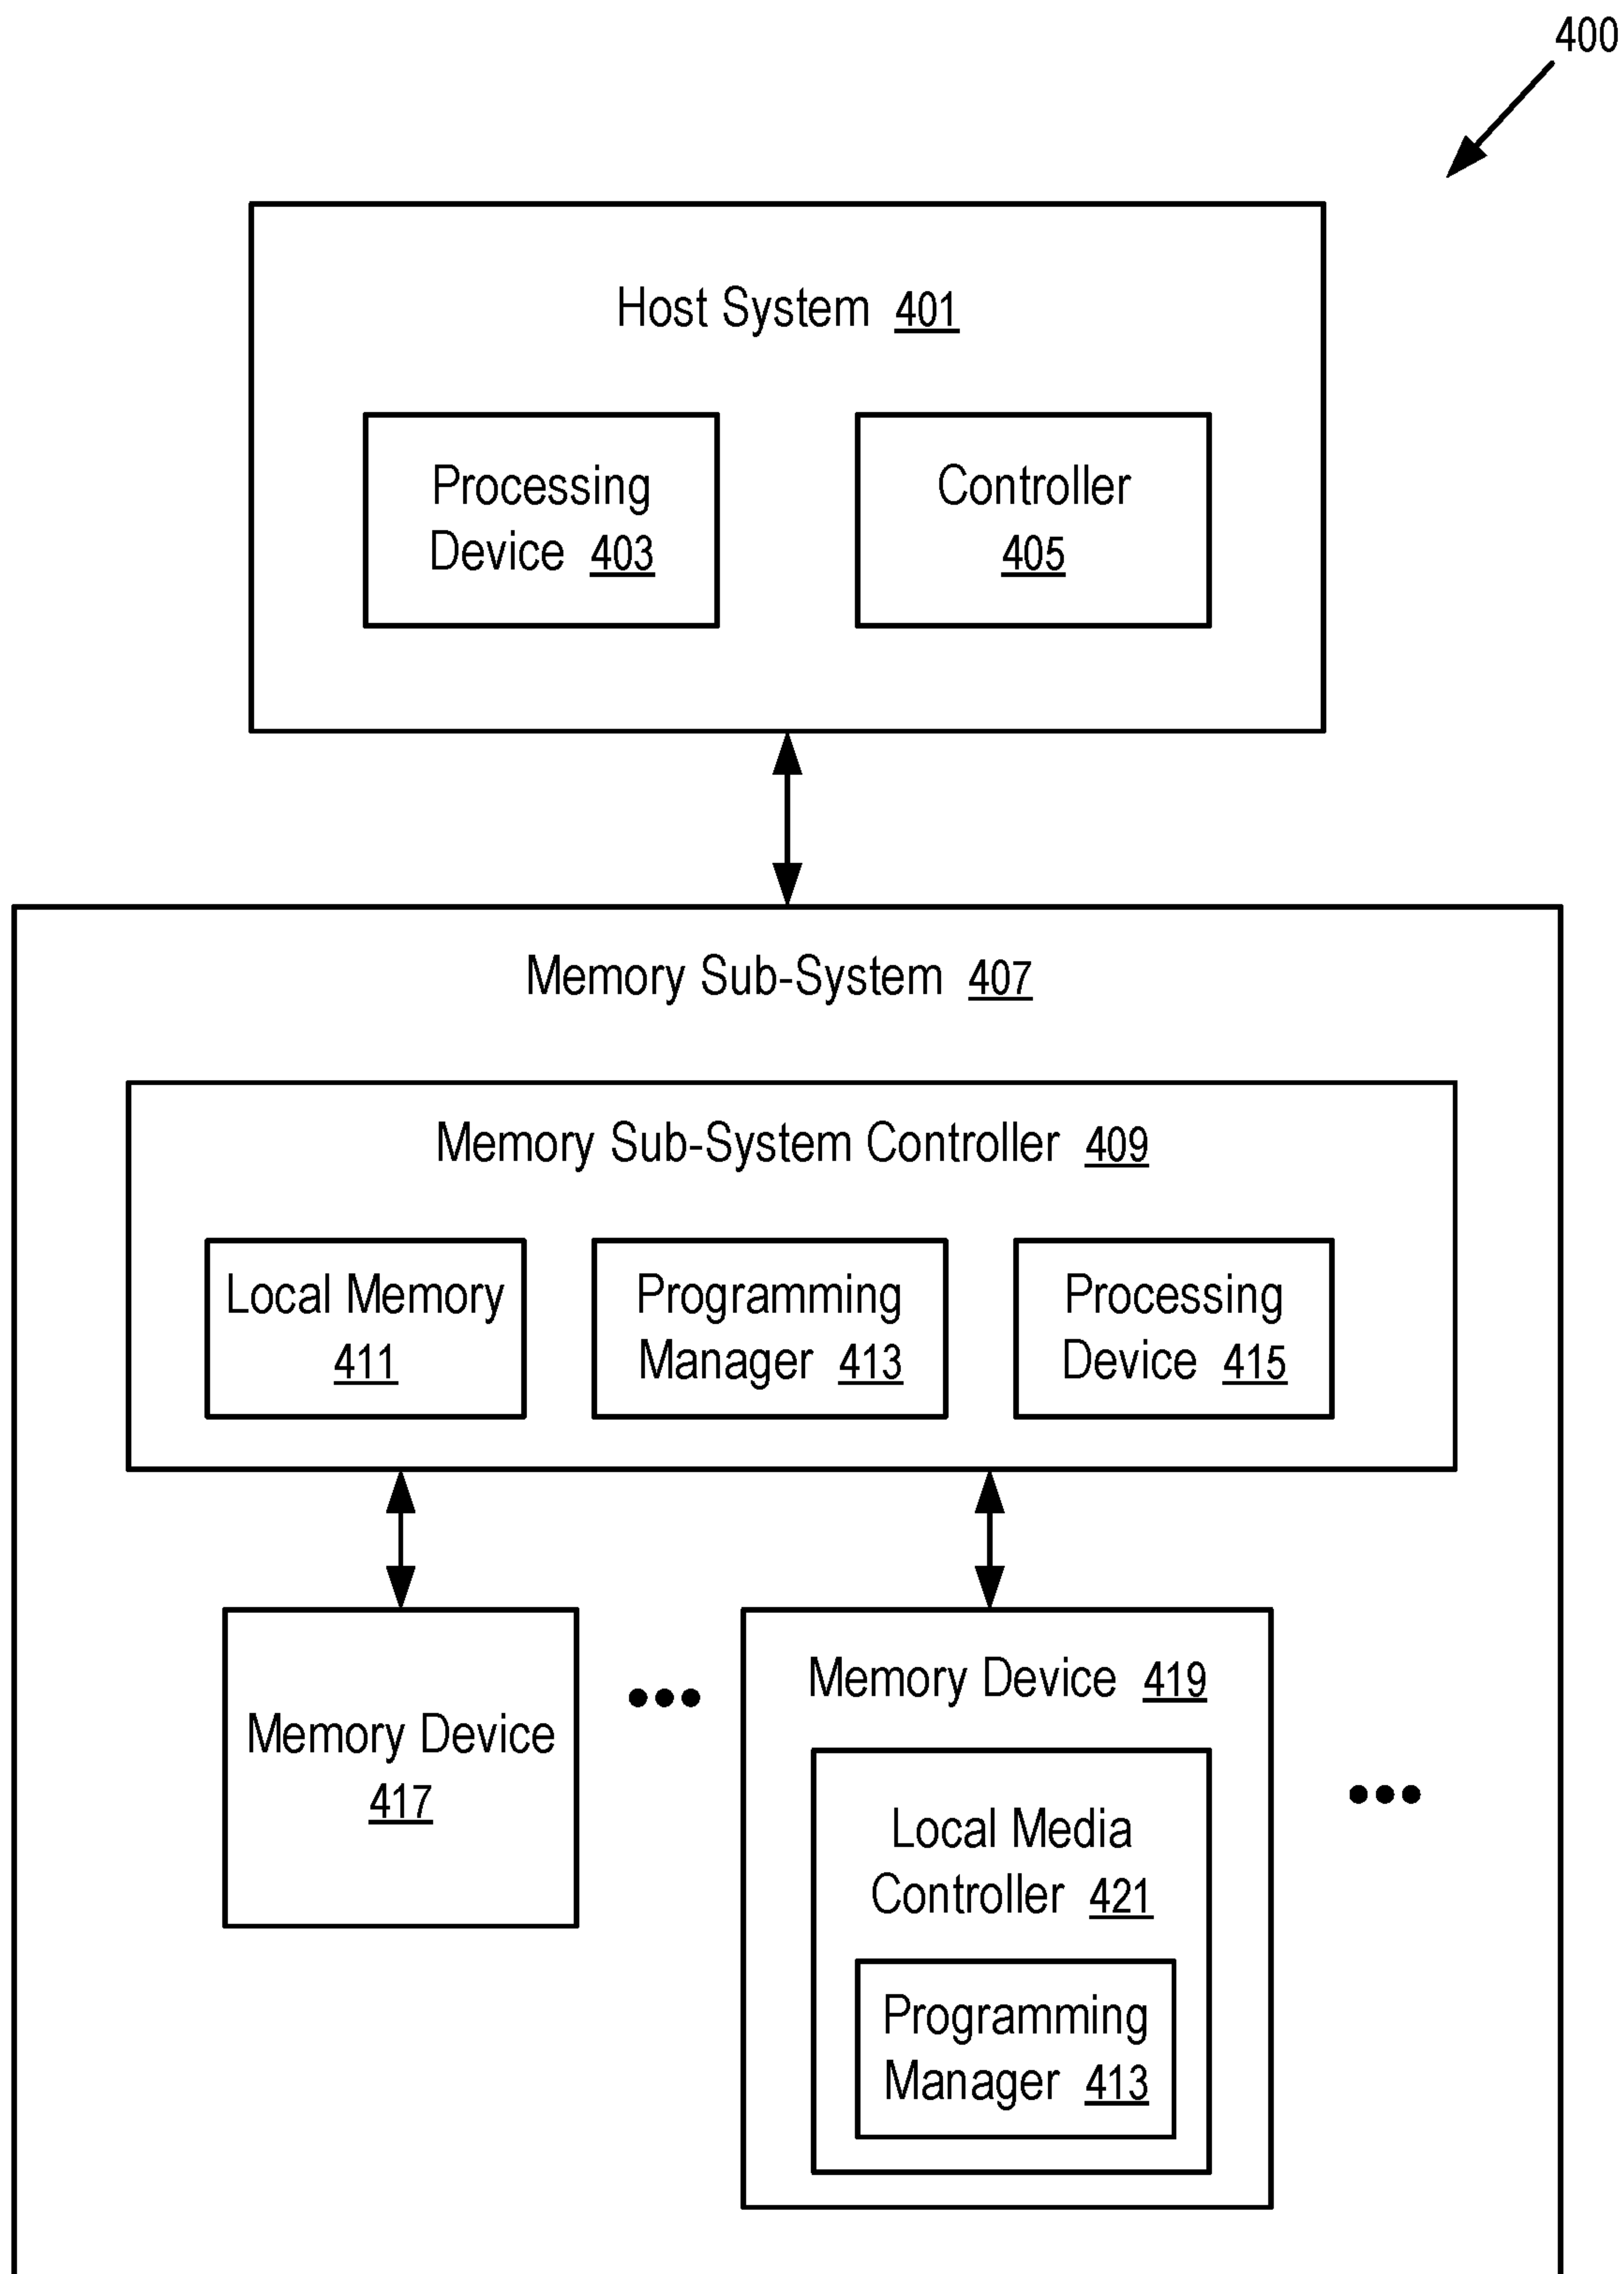 400
Host System 401
Processing
Device 403
Controller
405
Memory Sub-System 407
Memory Sub-System Controller 409
Local Memory
411
Programming
Manager 413
Processing
Device 415
Memory Device
417
Memory Device 419
Local Media
Controller 421
Programming
Manager 413